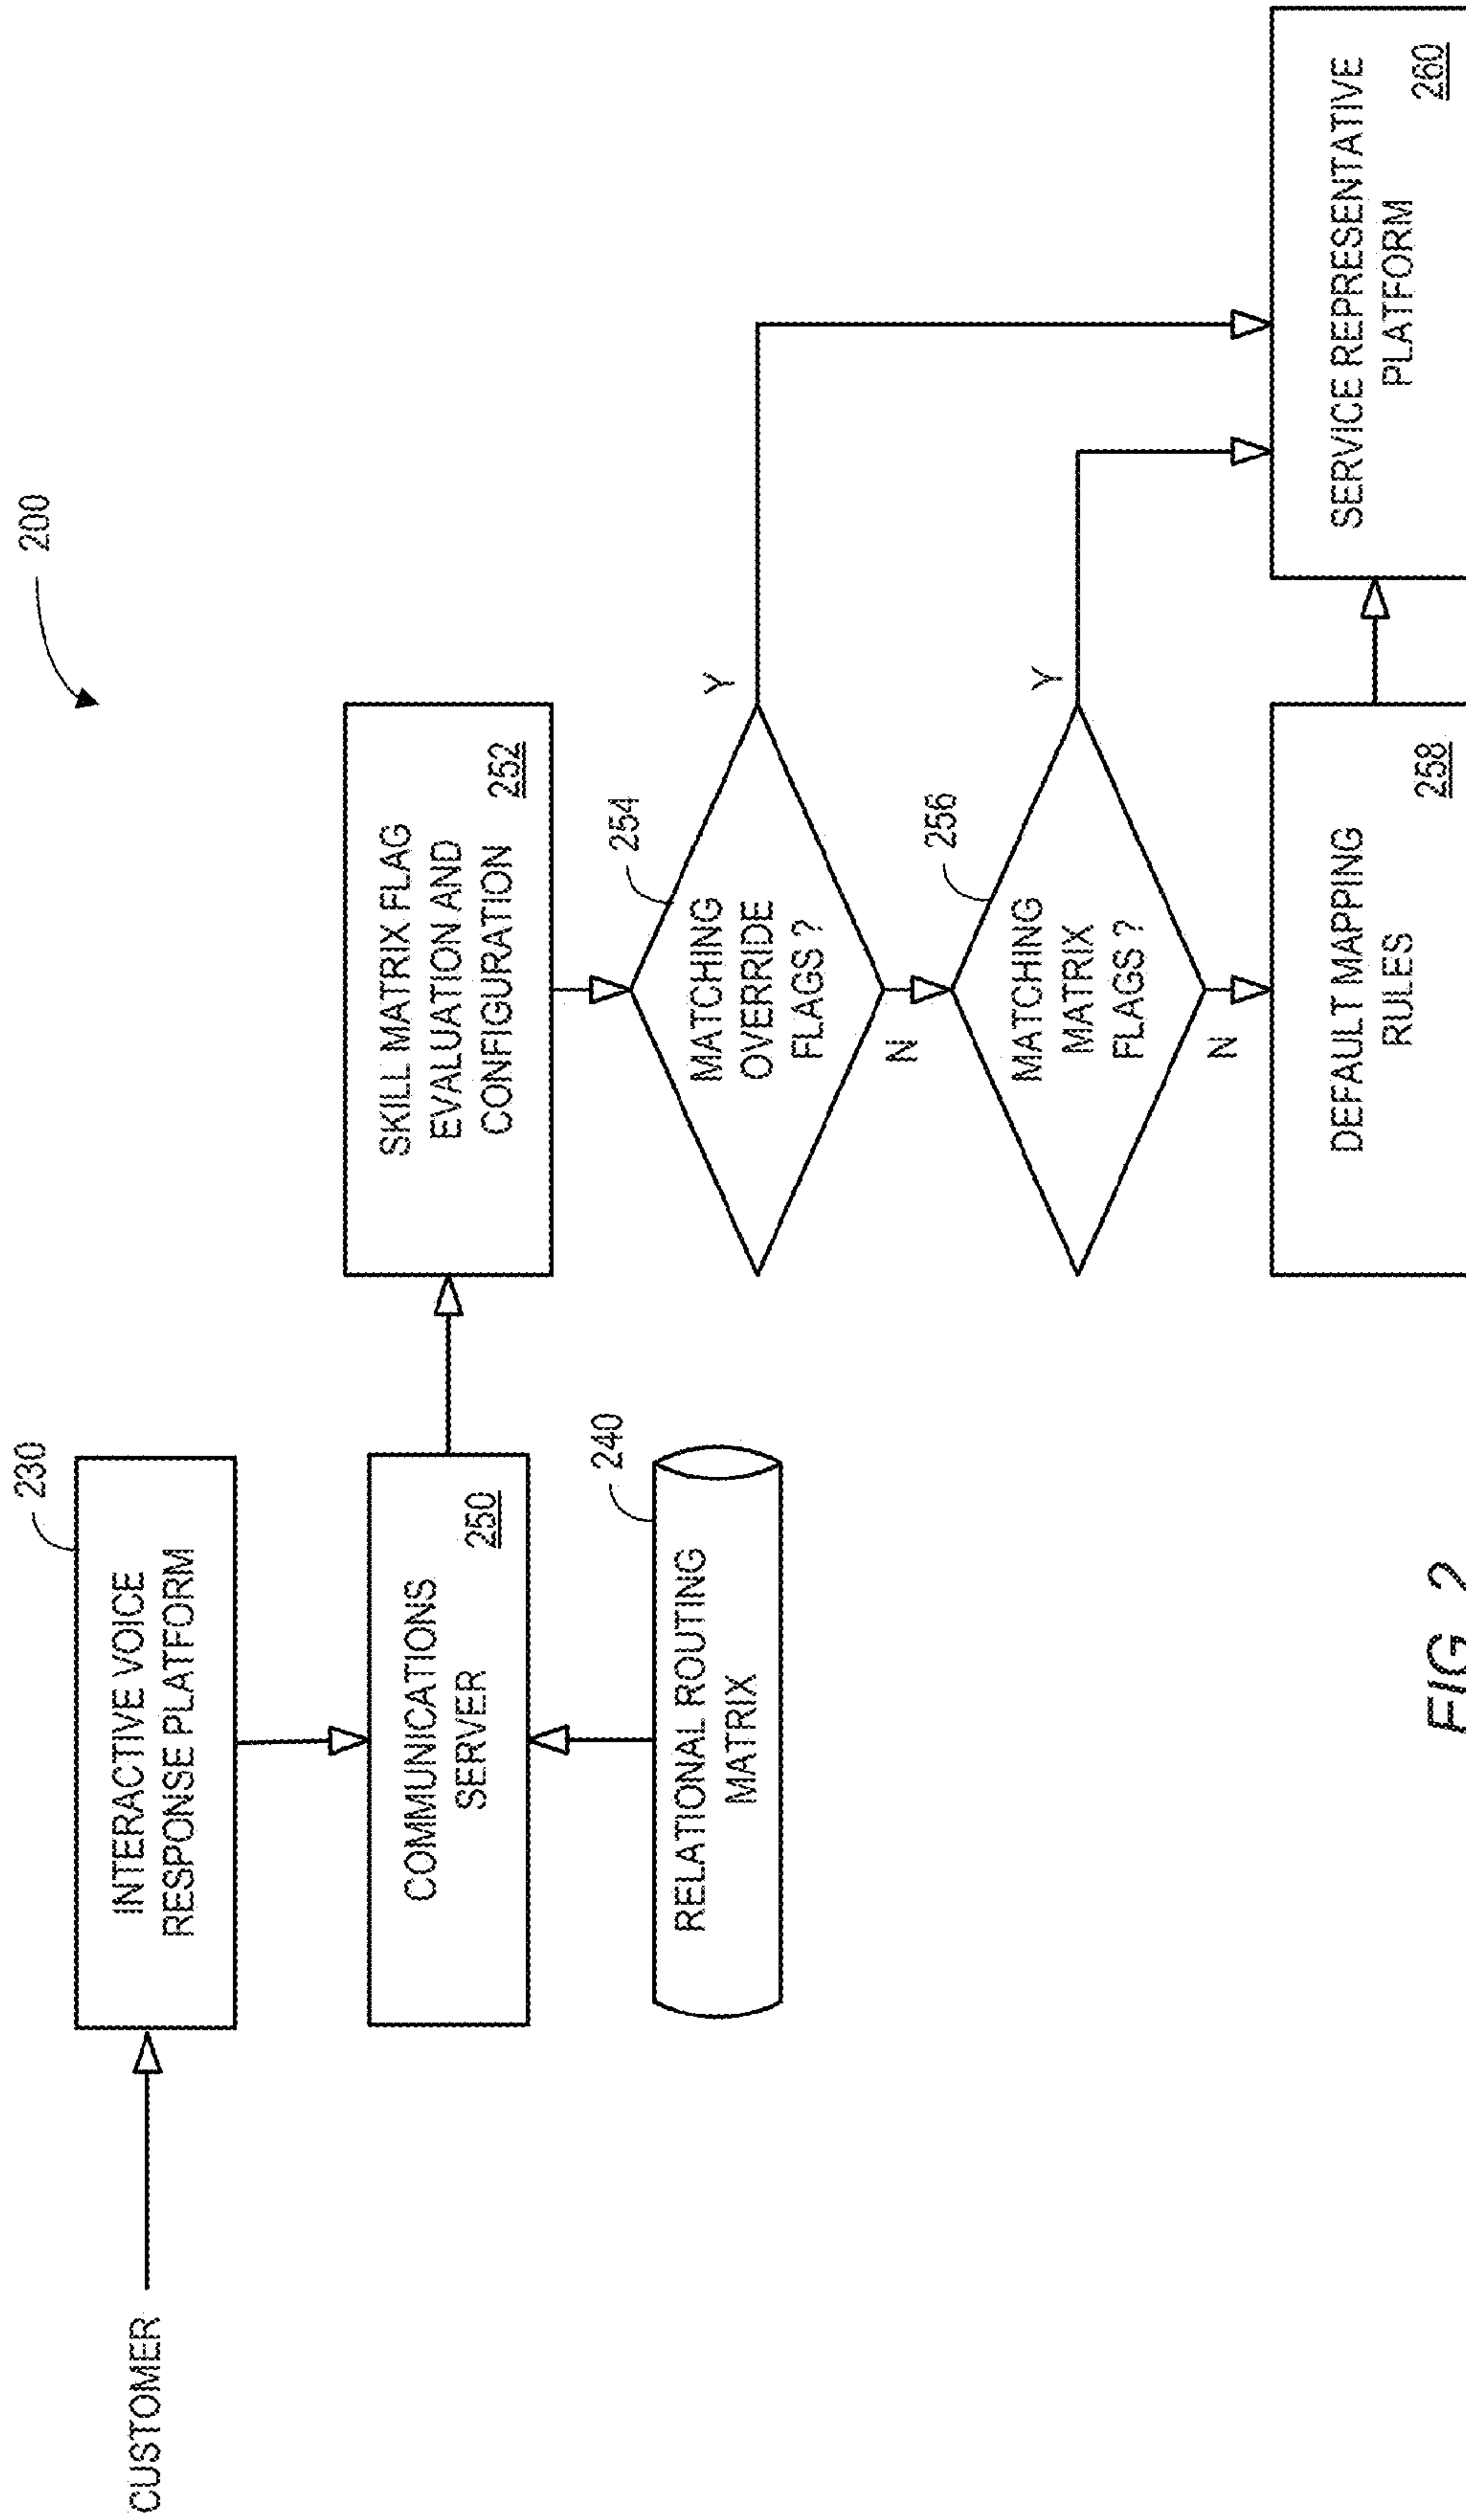 200
CUSTOMER
INTERACTIVE VOICE
RESPONSE PLATFORM
230
COMMUNICATIONS
SERVER
250
RELATIONAL ROUTING
MATRIX
240
SKILL MATRIX FLAG
EVALUATION AND
CONFIGURATION
252
MATCHING
OVERRIDE
FLAGS ?
254
Y
N
MATCHING
MATRIX
FLAGS ?
256
Y
N
DEFAULT MAPPING
RULES
258
SERVICE REPRESENTATIVE
PLATFORM
260
FIG. 2